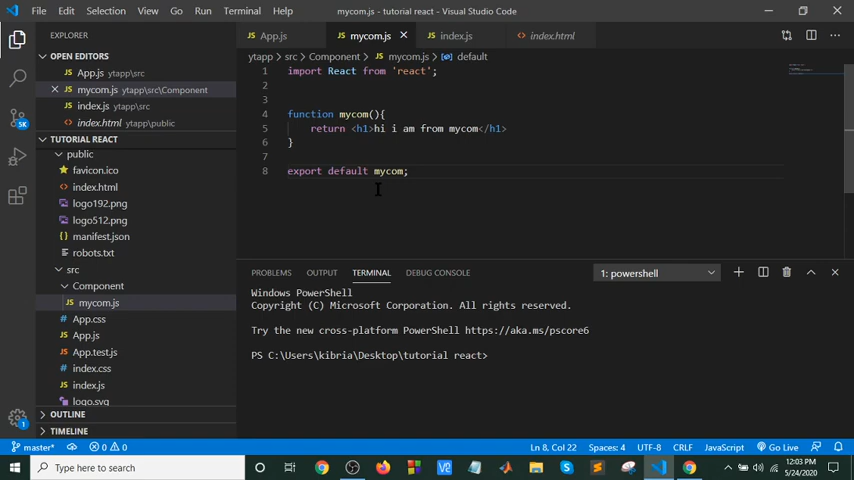 File Edit Selection View Go Run Terminal Help
mycom.js - tutorial react - Visual Studio Code
EXPLORER
OPEN EDITORS
App.js ytapp\src
mycom.js ytapp\src\Component
index.js ytapp\src
index.html ytapp\public
TUTORIAL REACT
public
favicon.ico
index.html
logo192.png
logo512.png
manifest.json
robots.txt
src
Component
mycom.js
App.css
App.js
App.test.js
index.css
index.js
logo.svg
OUTLINE
TIMELINE
5K
1
App.js mycom.js index.js index.html
ytapp > src > Component > mycom.js > default
1 import React from 'react';
2
3
4 function mycom(){
5 return <h1>hi i am from mycom</h1>
6 }
7
8 export default mycom;
PROBLEMS OUTPUT TERMINAL DEBUG CONSOLE
1: powershell
Windows PowerShell
Copyright (C) Microsoft Corporation. All rights reserved.
Try the new cross-platform PowerShell https://aka.ms/pscore6
PS C:\Users\kibria\Desktop\tutorial react>
master* 0 0 Ln 8, Col 22 Spaces: 4 UTF-8 CRLF JavaScript Go Live
Type here to search
12:03 PM
5/24/2020